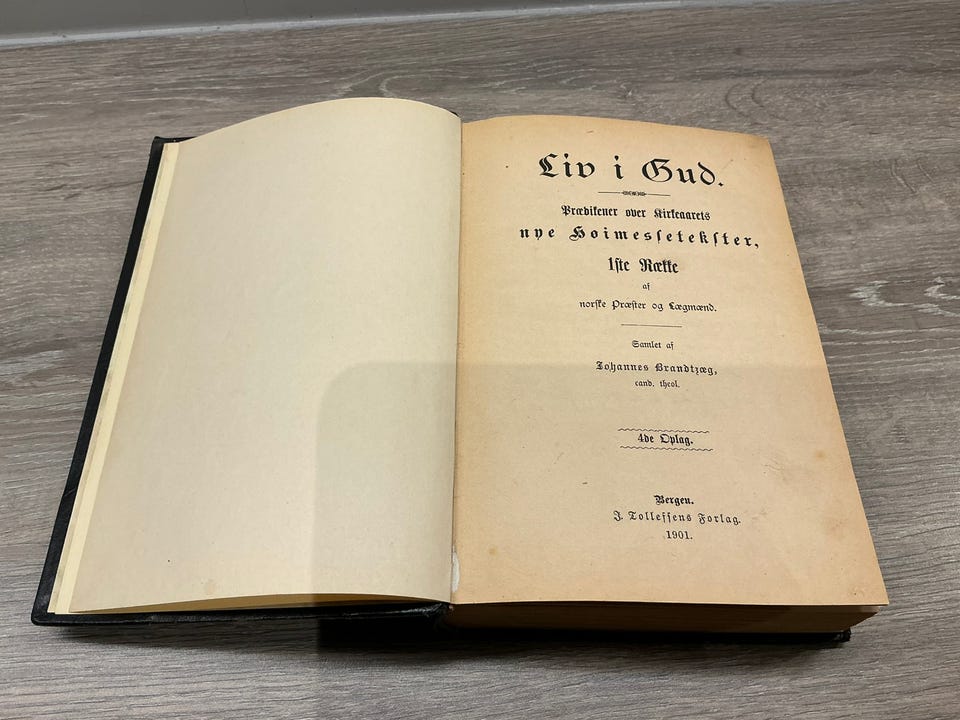 Liv i Gud.
Prædikener over Kirkeaarets
nye Hoimessetekster,
1ste Række
af
norske Præster og Lægmænd.
Samlet af
Johannes Brandtzæg,
cand. theol.
4de Oplag.
Bergen.
J. Tollefsens Forlag.
1901.